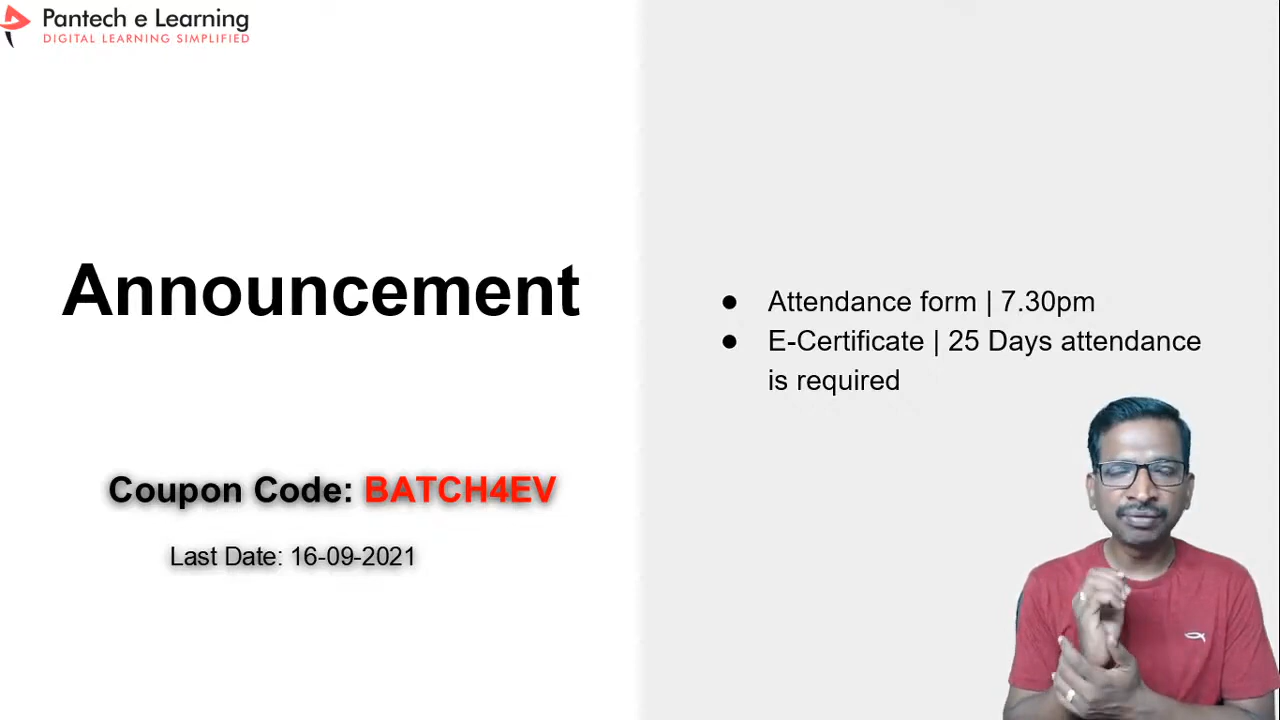 Pantech e Learning
DIGITAL LEARNING SIMPLIFIED
Announcement
Coupon Code: BATCH4EV
Last Date: 16-09-2021
● Attendance form | 7.30pm
● E-Certificate | 25 Days attendance
is required